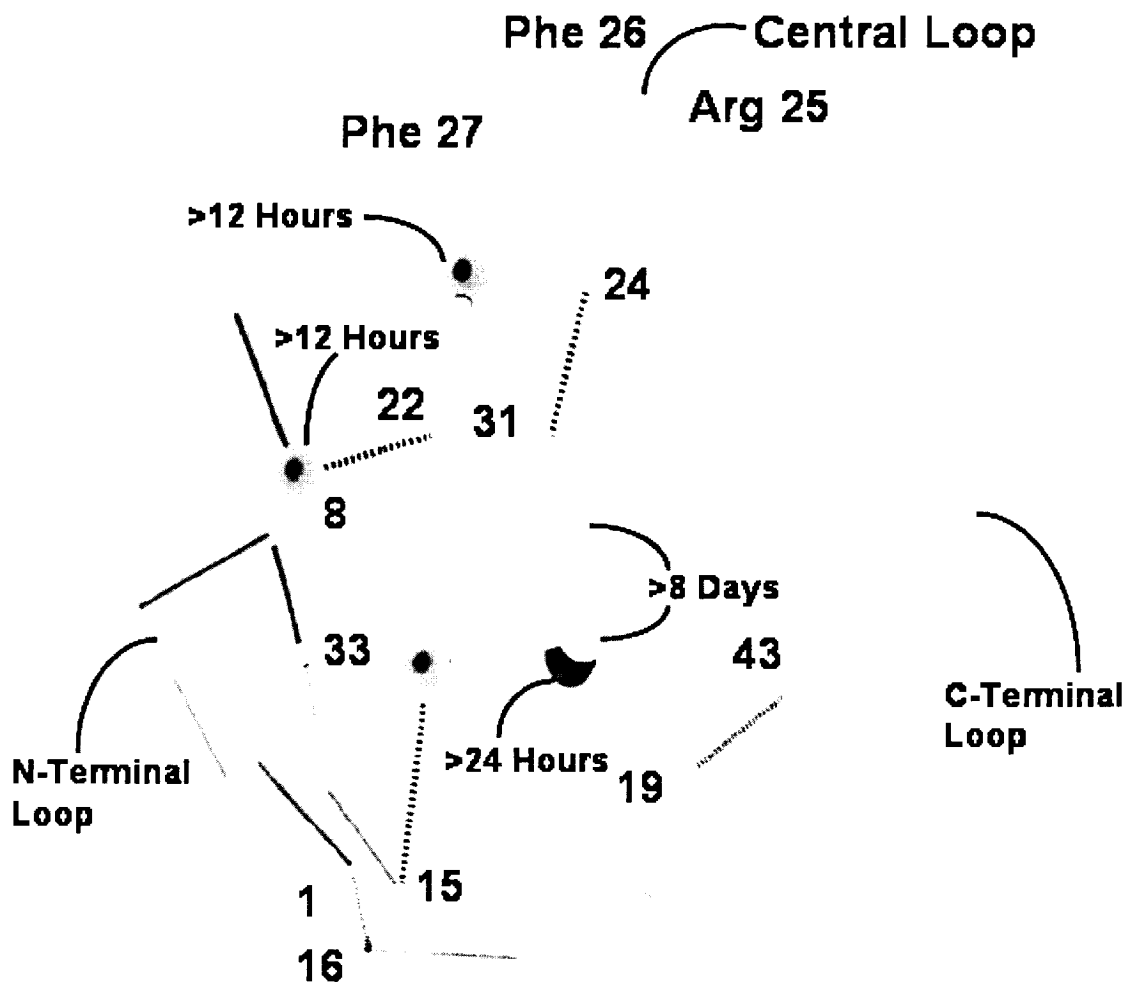 Phe 26
Central Loop
Arg 25
Phe 27
>12 Hours
24
>12 Hours
22
31
8
>8 Days
33
43
C-Terminal
Loop
N-Terminal
Loop
>24 Hours
19
15
1
16